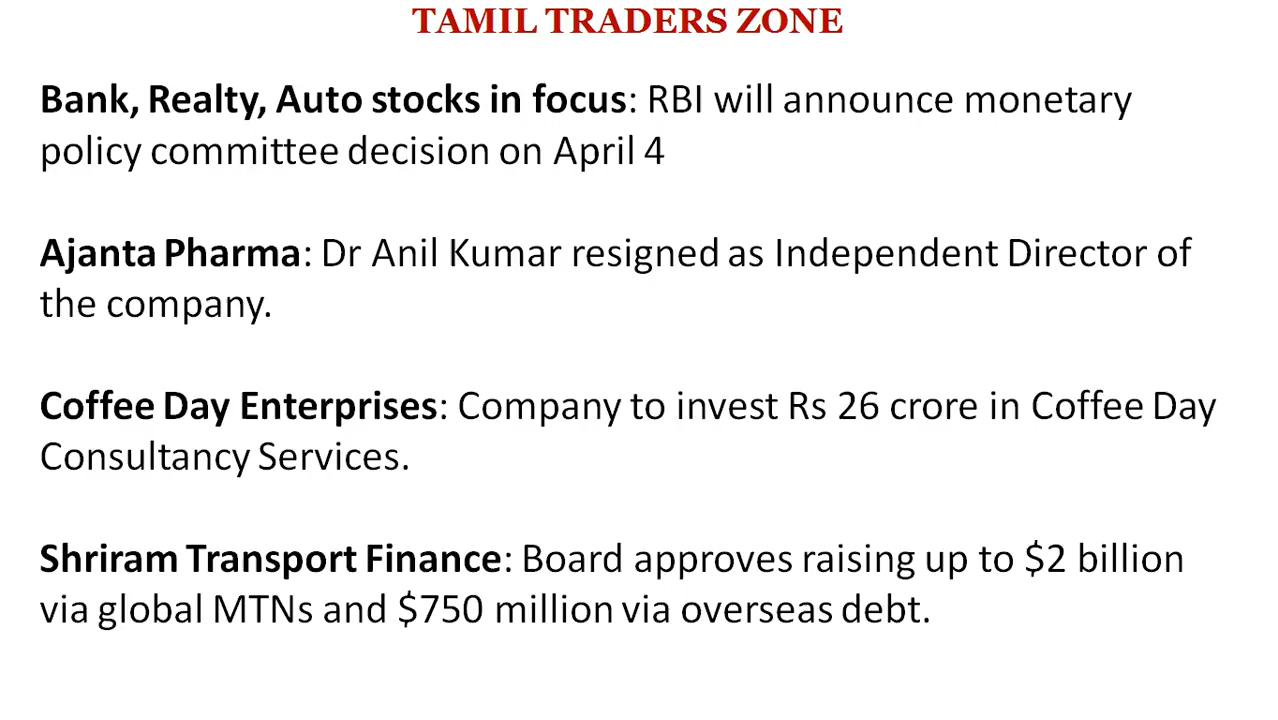 TAMIL TRADERS ZONE
Bank, Realty, Auto stocks in focus: RBI will announce monetary
policy committee decision on April 4
Ajanta Pharma: Dr Anil Kumar resigned as Independent Director of
the company.
Coffee Day Enterprises: Company to invest Rs 26 crore in Coffee Day
Consultancy Services.
Shriram Transport Finance: Board approves raising up to $2 billion
via global MTNs and $750 million via overseas debt.